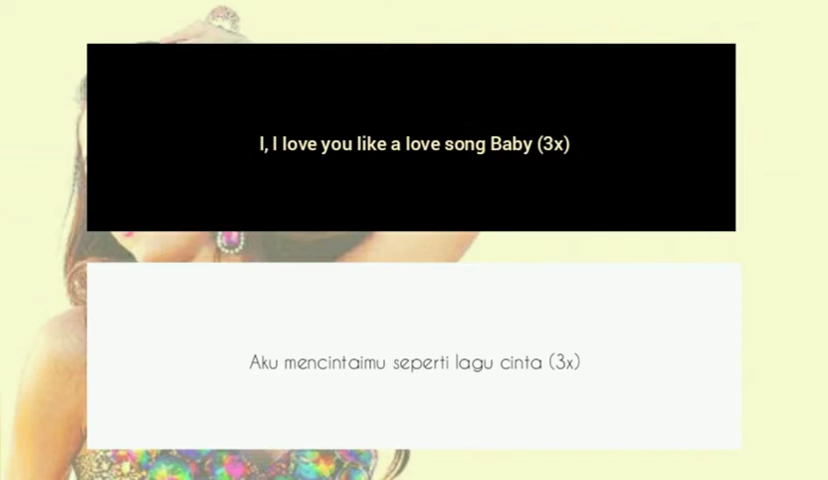 I, I love you like a love song Baby (3x)
Aku mencintaimu seperti lagu cinta (3x)